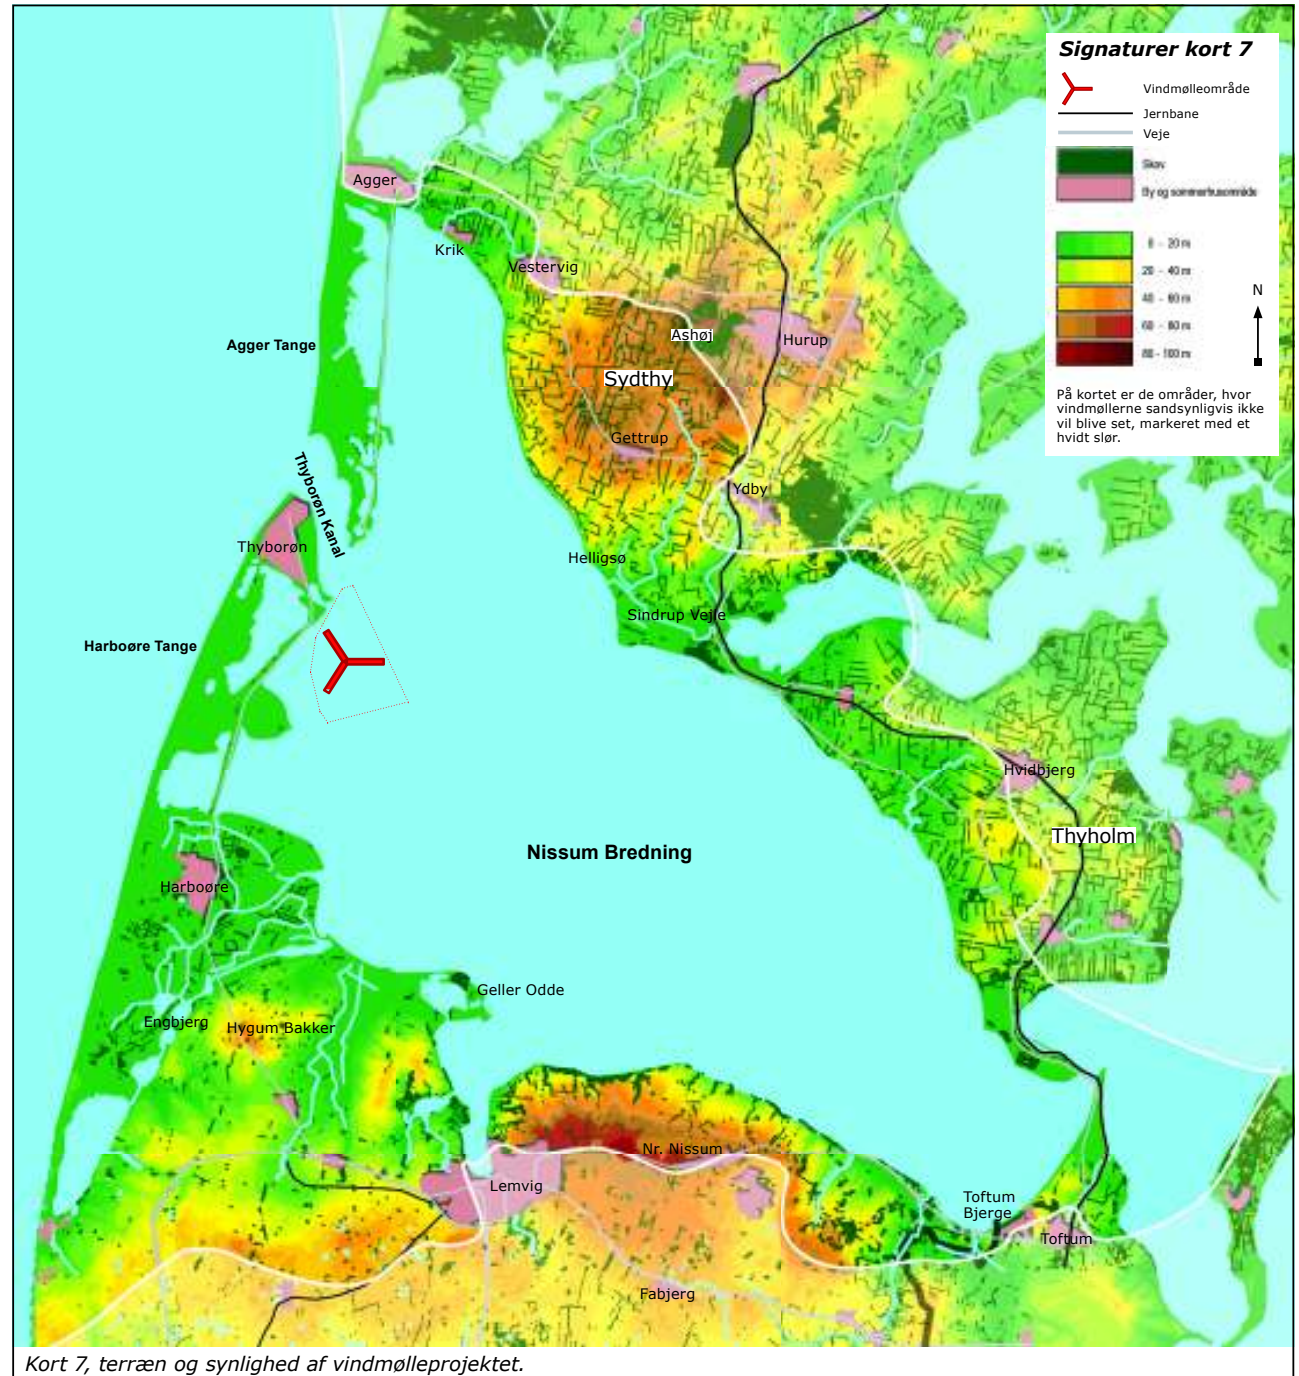 Signaturer kort 7
Vindmølleområde
Jernbane
Veje
Skov
By og sommerhusområde
0 - 20 m
20 - 40 m
40 - 60 m
60 - 80 m
80 - 100 m
N
På kortet er de områder, hvor
vindmøllerne sandsynligvis ikke
vil blive set, markeret med et
hvidt slør.
Agger
Krik
Vestervig
Agger Tange
Ashøj
Hurup
Sydthy
Gettrup
Ydby
Thyborøn Kanal
Thyborøn
Helligsø
Sindrup Vejle
Harboøre Tange
Hvidbjerg
Thyholm
Nissum Bredning
Harboøre
Geller Odde
Engbjerg
Hygum Bakker
Nr. Nissum
Lemvig
Toftum
Bjerge
Toftum
Fabjerg
Kort 7, terræn og synlighed af vindmølleprojektet.